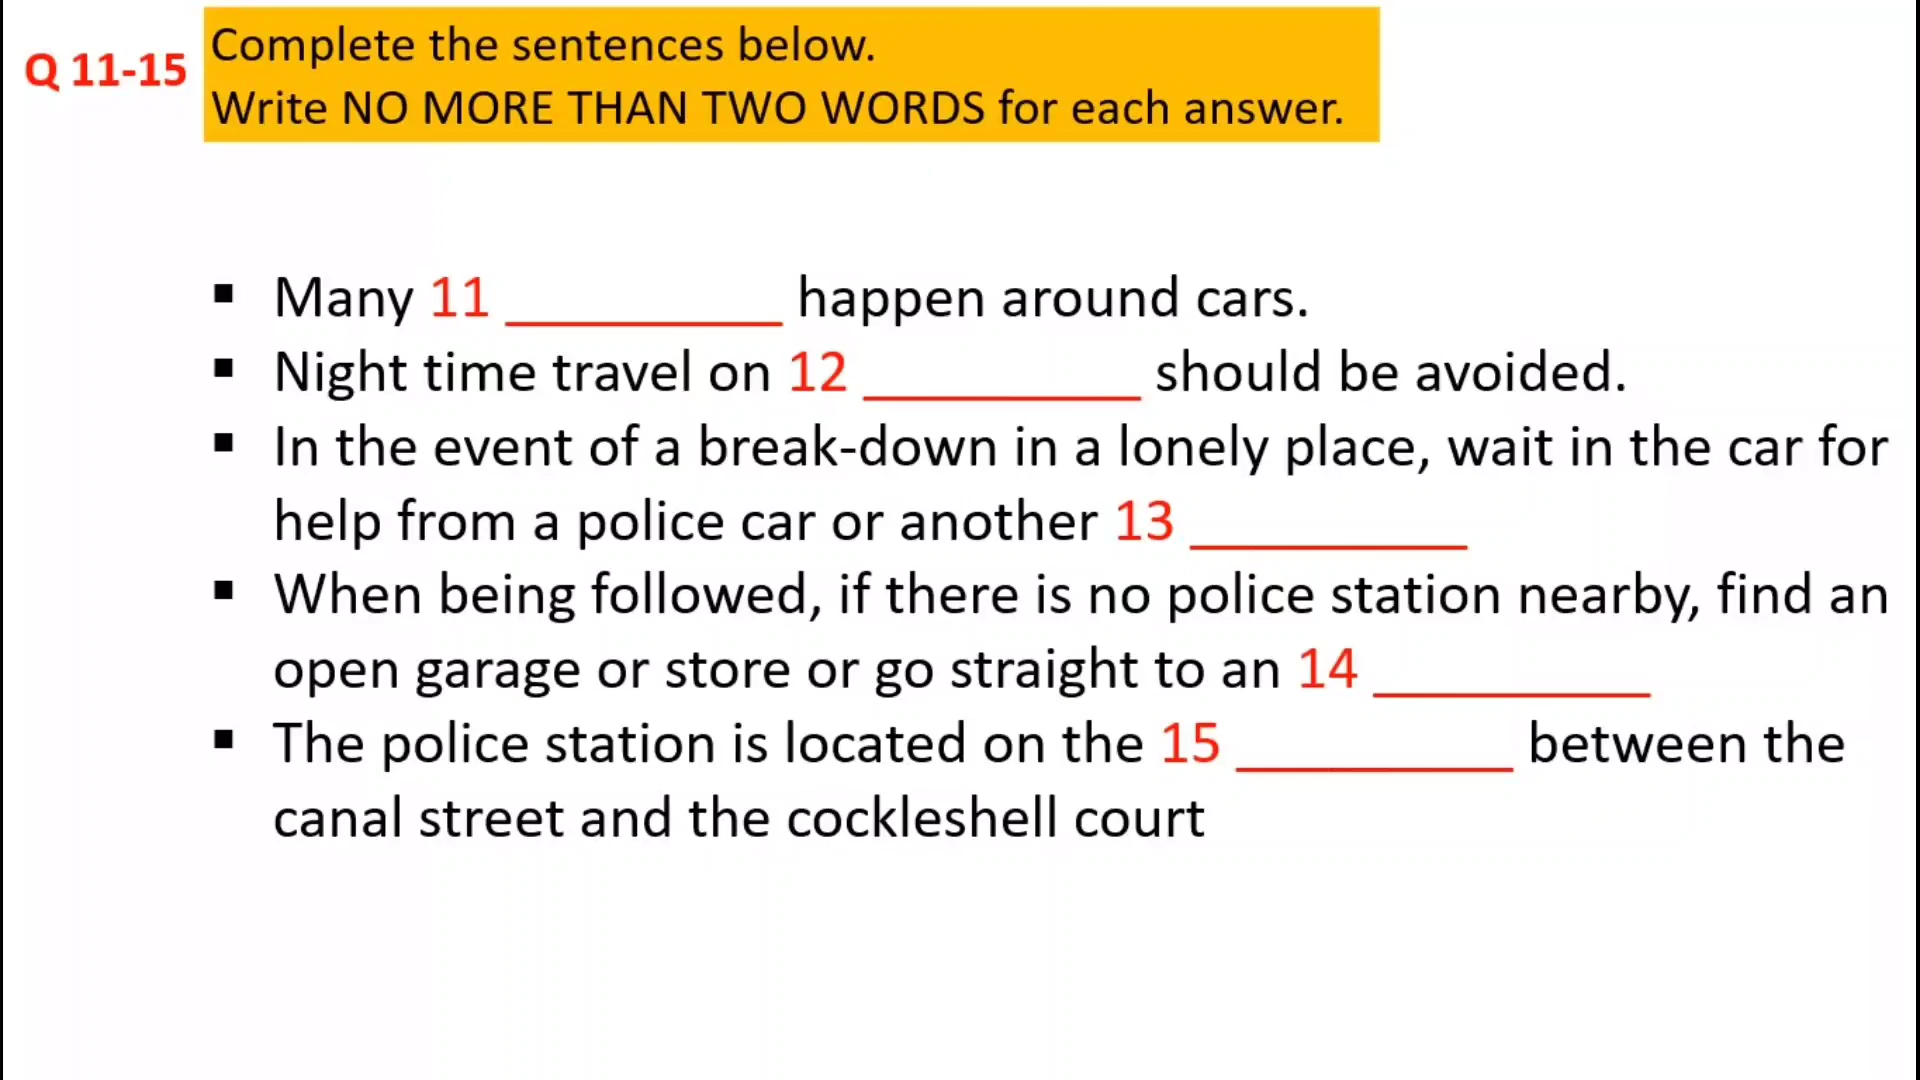 Q 11-15
Complete the sentences below.
Write NO MORE THAN TWO WORDS for each answer.
▪ Many 11 __________ happen around cars.
▪ Night time travel on 12 __________ should be avoided.
▪ In the event of a break-down in a lonely place, wait in the car for
help from a police car or another 13 __________
▪ When being followed, if there is no police station nearby, find an
open garage or store or go straight to an 14 __________
▪ The police station is located on the 15 __________ between the
canal street and the cockleshell court